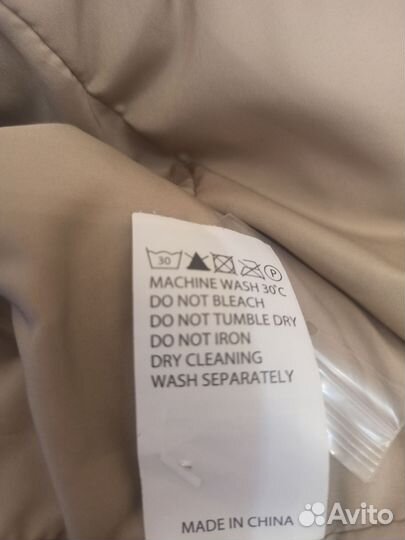 30 P
MACHINE WASH 30°C
DO NOT BLEACH
DO NOT TUMBLE DRY
DO NOT IRON
DRY CLEANING
WASH SEPARATELY
MADE IN CHINA
Avito